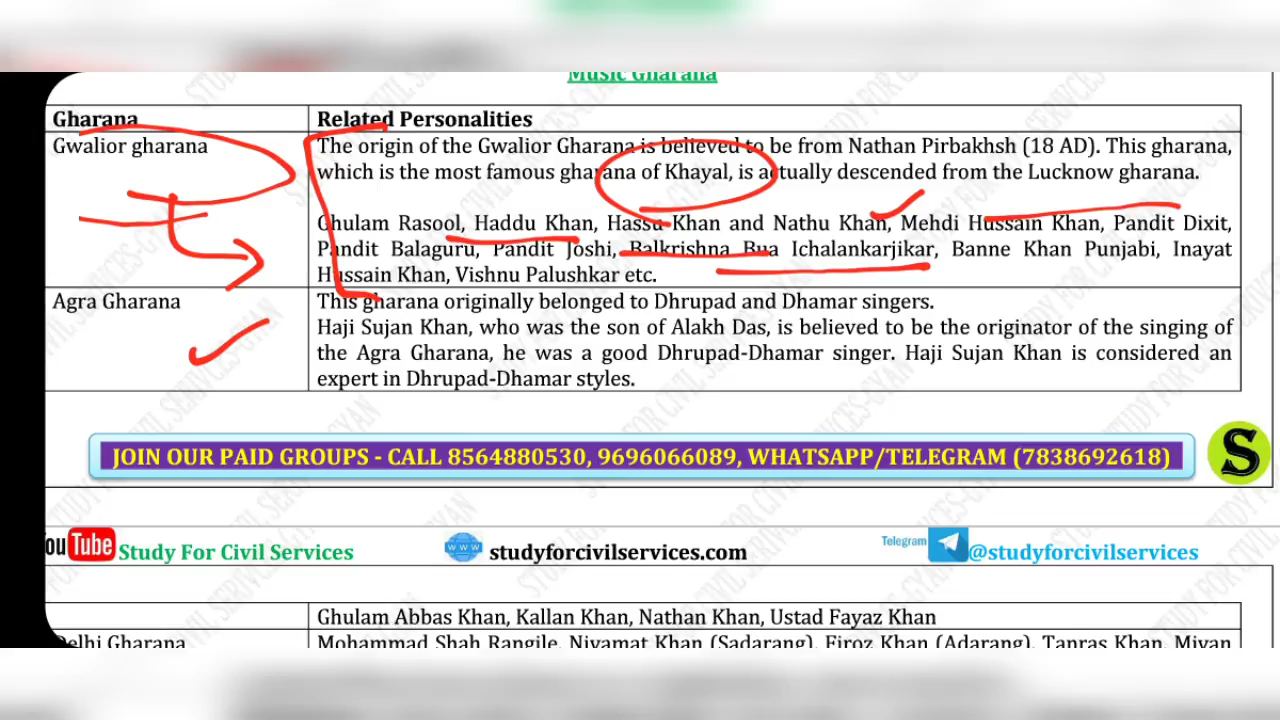 Music Gharana
Gharana
Related Personalities
Gwalior gharana
The origin of the Gwalior Gharana is believed to be from Nathan Pirbakhsh (18 AD). This gharana,
which is the most famous gharana of Khayal, is actually descended from the Lucknow gharana.
Ghulam Rasool, Haddu Khan, Hassu Khan and Nathu Khan, Mehdi Hussain Khan, Pandit Dixit,
Pandit Balaguru, Pandit Joshi, Balkrishna Bua Ichalankarjikar, Banne Khan Punjabi, Inayat
Hussain Khan, Vishnu Palushkar etc.
Agra Gharana
This gharana originally belonged to Dhrupad and Dhamar singers.
Haji Sujan Khan, who was the son of Alakh Das, is believed to be the originator of the singing of
the Agra Gharana, he was a good Dhrupad-Dhamar singer. Haji Sujan Khan is considered an
expert in Dhrupad-Dhamar styles.
JOIN OUR PAID GROUPS - CALL 8564880530, 9696066089, WHATSAPP/TELEGRAM (7838692618)
S
ouTube Study For Civil Services
www studyforcivilservices.com
Telegram @studyforcivilservices
Ghulam Abbas Khan, Kallan Khan, Nathan Khan, Ustad Fayaz Khan
Delhi Gharana
Mohammad Shah Rangile, Niyamat Khan (Sadarang), Firoz Khan (Adarang), Tanras Khan, Miyan